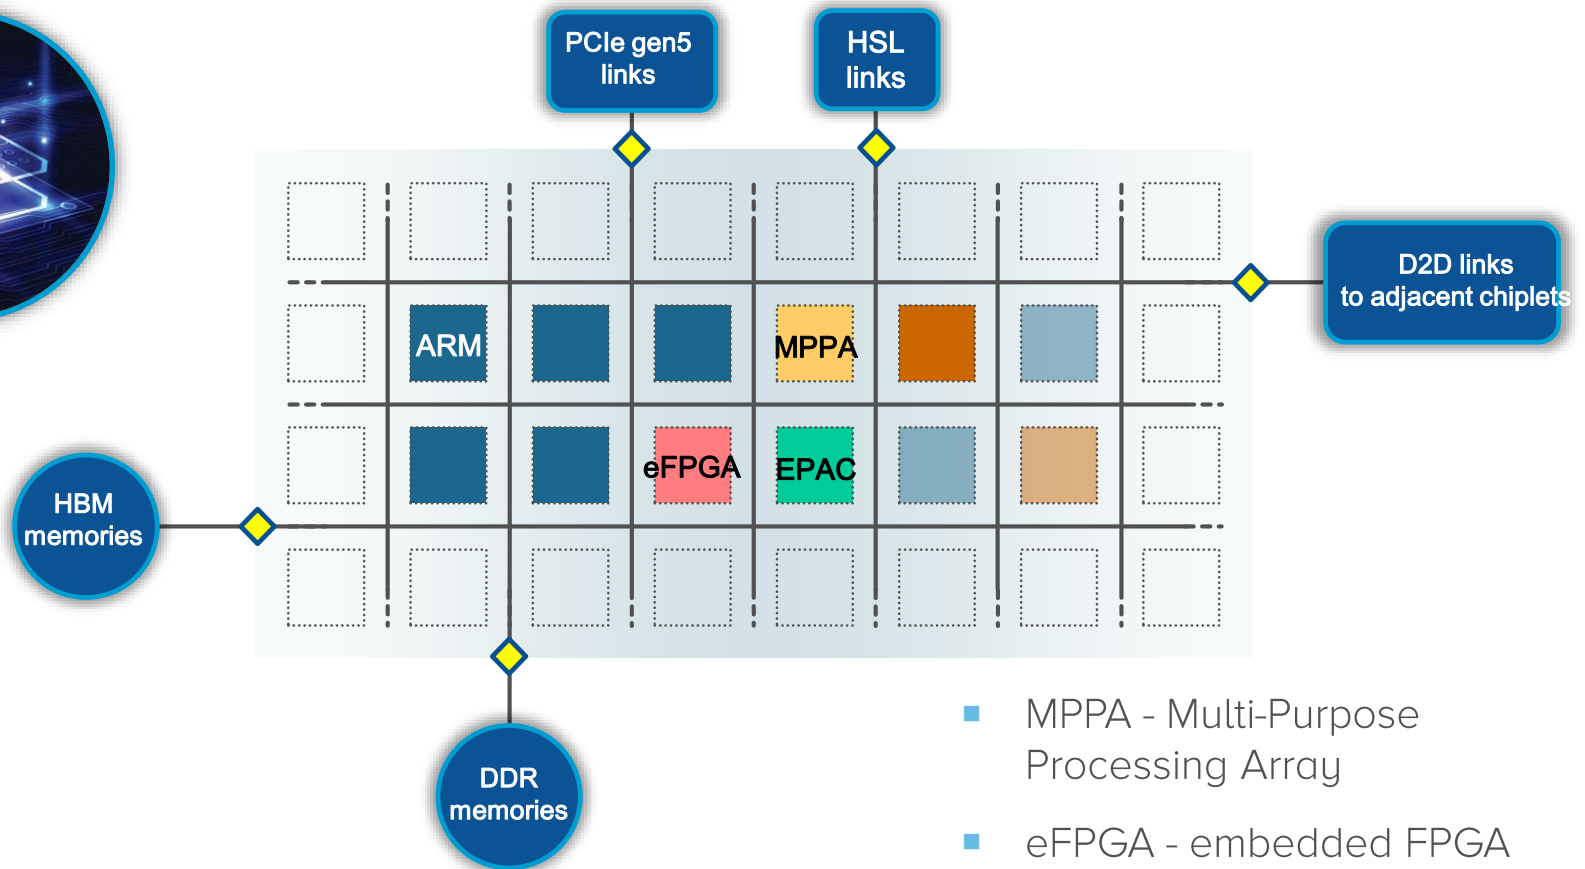 PCIe gen5
links
HSL
links
D2D links
to adjacent chiplets
ARM
MPPA
eFPGA
EPAC
HBM
memories
DDR
memories
MPPA - Multi-Purpose
Processing Array
eFPGA - embedded FPGA